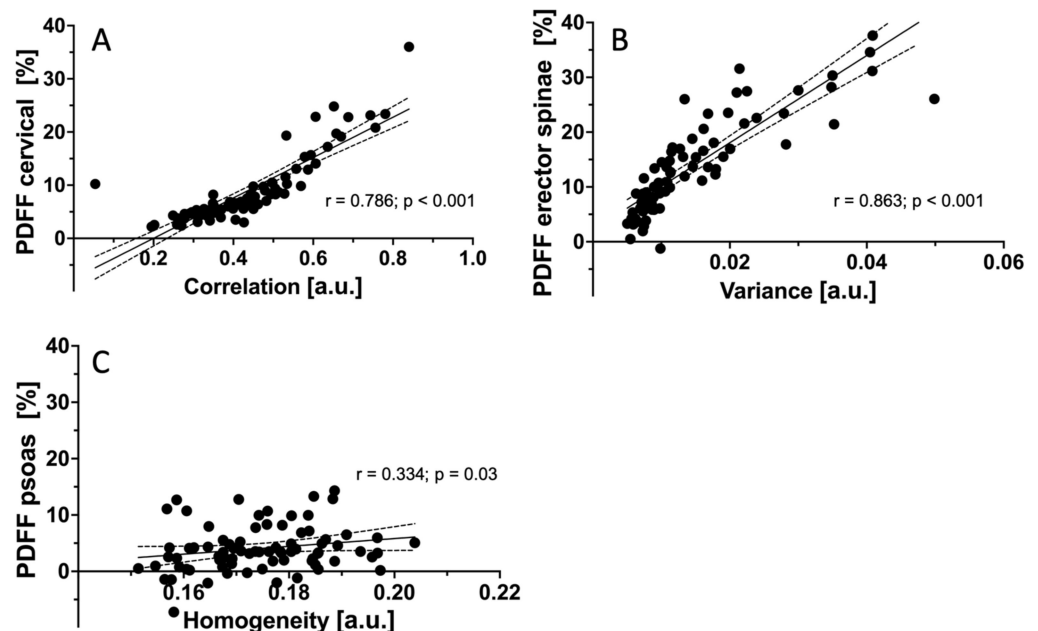 A
PDFF cervical [%]
40
30
20
10
0
0.2 0.4 0.6 0.8 1.0
Correlation [a.u.]
r = 0.786; p < 0.001
B
PDFF erector spinae [%]
40
30
20
10
0
0.02 0.04 0.06
Variance [a.u.]
r = 0.863; p < 0.001
C
PDFF psoas [%]
40
30
20
10
0
0.16 0.18 0.20 0.22
Homogeneity [a.u.]
r = 0.334; p = 0.03